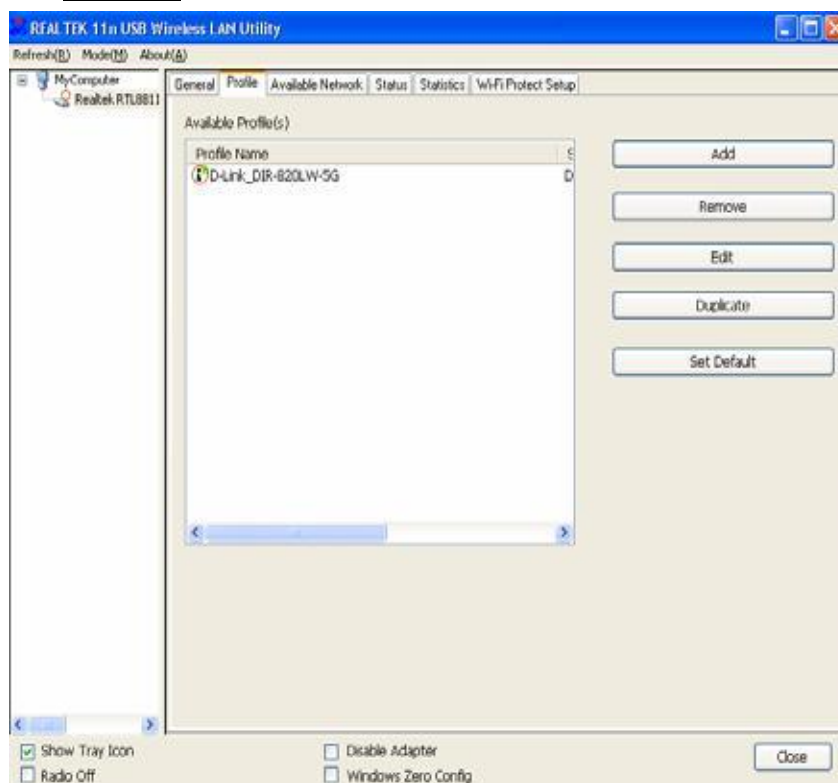 REALTEK 11n USB Wireless LAN Utility
Refresh(R) Mode(M) About(A)
MyComputer
Realtek RTL8811
General Profile Available Network Status Statistics Wi-Fi Protect Setup
Available Profile(s)
Profile Name S
D-Link_DIR-820LW-5G D
Add
Remove
Edit
Duplicate
Set Default
Show Tray Icon
Radio Off
Disable Adapter
Windows Zero Config
Close